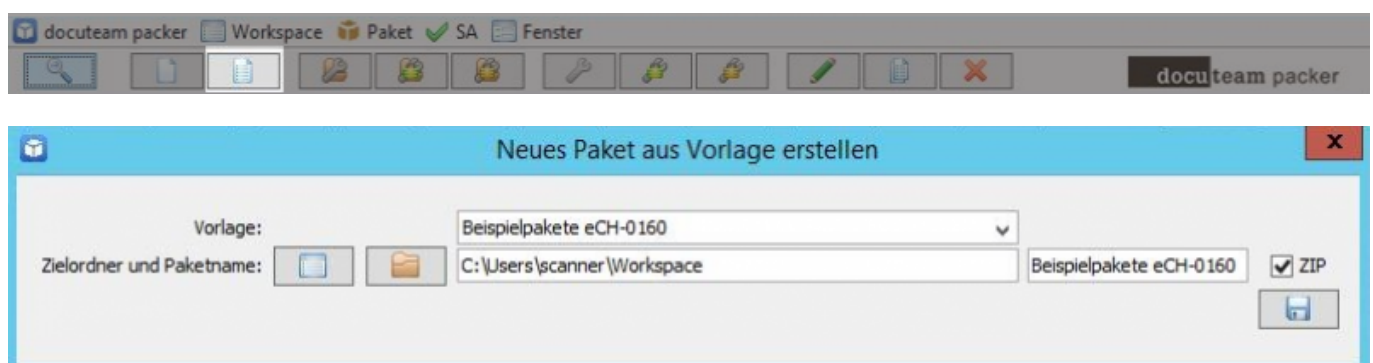 docuteam packer Workspace Paket SA Fenster
docuteam packer
Neues Paket aus Vorlage erstellen
x
Vorlage: Beispielpakete eCH-0160
Zielordner und Paketname: C:\Users\scanner\Workspace Beispielpakete eCH-0160 ZIP